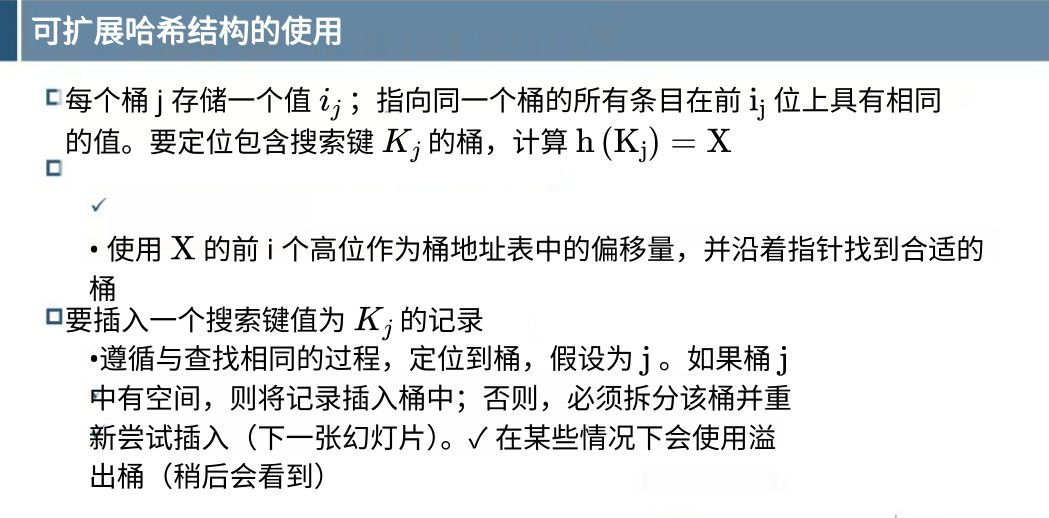 可扩展哈希结构的使用
每个桶 j 存储一个值 i_j ；指向同一个桶的所有条目在前 i_j 位上具有相同
的值。要定位包含搜索键 K_j 的桶，计算 h (K_j) = X
✓
• 使用 X 的前 i 个高位作为桶地址表中的偏移量，并沿着指针找到合适的
桶
要插入一个搜索键值为 K_j 的记录
•遵循与查找相同的过程，定位到桶，假设为 j 。如果桶 j
中有空间，则将记录插入桶中；否则，必须拆分该桶并重
新尝试插入（下一张幻灯片）。✓ 在某些情况下会使用溢
出桶（稍后会看到）